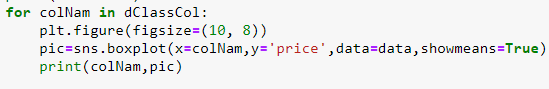 for colNam in dClassCol:
    plt.figure(figsize=(10, 8))
    pic=sns.boxplot(x=colNam,y='price',data=data,showmeans=True)
    print(colNam,pic)